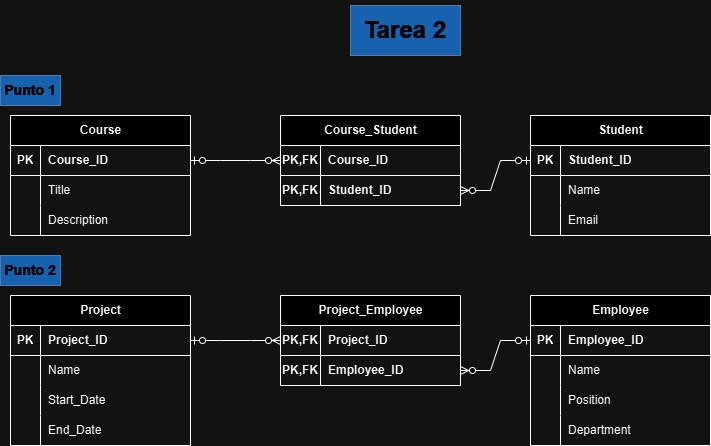 Tarea 2
Punto 1
Course
PK Course_ID
Title
Description
Course_Student
PK,FK Course_ID
PK,FK Student_ID
Student
PK Student_ID
Name
Email
Punto 2
Project
PK Project_ID
Name
Start_Date
End_Date
Project_Employee
PK,FK Project_ID
PK,FK Employee_ID
Employee
PK Employee_ID
Name
Position
Department